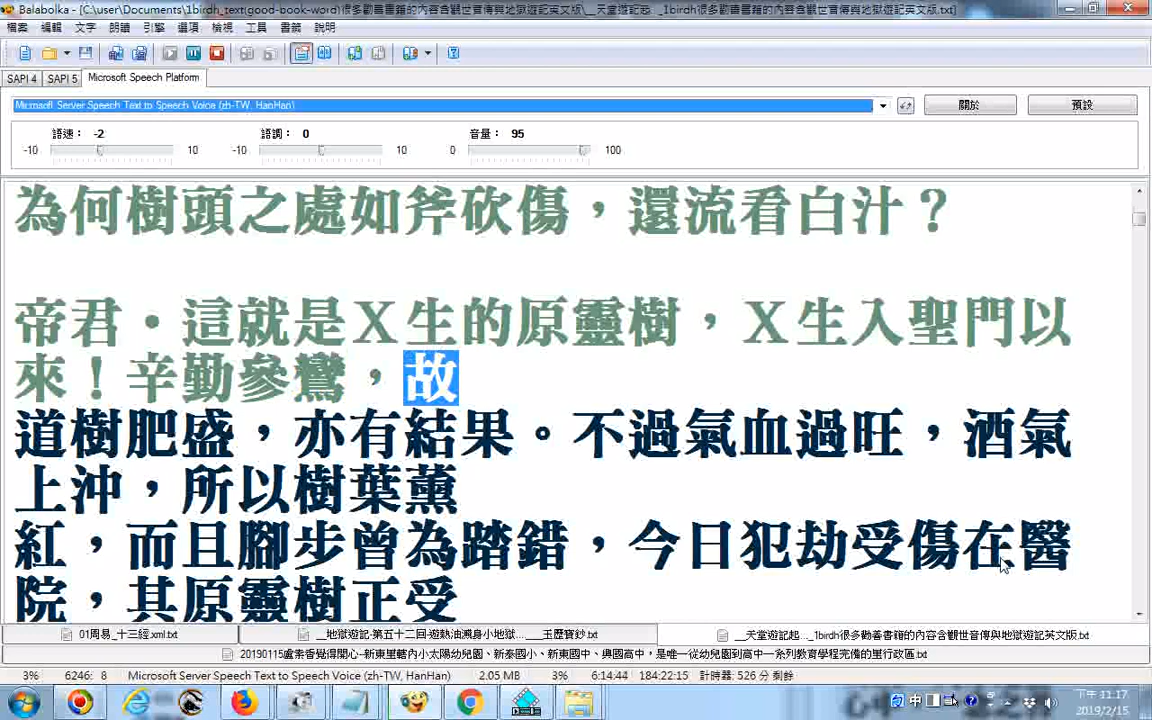 Balabolka - [C:\user\Documents\1birdh_text\good-book-word\很多勸善書籍的內容含觀世音傳與地獄遊記英文版\__天堂遊記起..._1birdh很多勸善書籍的內容含觀世音傳與地獄遊記英文版.txt]
檔案 編輯 文字 朗讀 引擎 選項 檢視 工具 書籤 說明
SAPI 4 SAPI 5 Microsoft Speech Platform
Microsoft Server Speech Text to Speech Voice (zh-TW, HanHan) 關於 預設
語速： -2 語調： 0 音量： 95
-10 10 -10 10 0 100
為何樹頭之處如斧砍傷，還流看白汁？
帝君·這就是Ｘ生的原靈樹，Ｘ生入聖門以
來！辛勤參鸞，故
道樹肥盛，亦有結果。不過氣血過旺，酒氣
上沖，所以樹葉薰
紅，而且腳步曾為踏錯，今日犯劫受傷在醫
院，其原靈樹正受
01周易_十三經.xml.txt __地獄遊記-第五十二回-遊熱油濺身小地獄...____玉歷寶鈔.txt __天堂遊記起..._1birdh很多勸善書籍的內容含觀世音傳與地獄遊記英文版.txt
20190115盧素香覺得開心-新東里轄內小太陽幼兒園、新泰國小、新東國中、興國高中，是唯一從幼兒園到高中一系列教育學程完備的里行政區.txt
3% 6246: 8 Microsoft Server Speech Text to Speech Voice (zh-TW, HanHan) 2.05 MB 3% 6:14:44 184:22:15 計時器: 526 分 剩餘
下午 11:17
2019/2/15